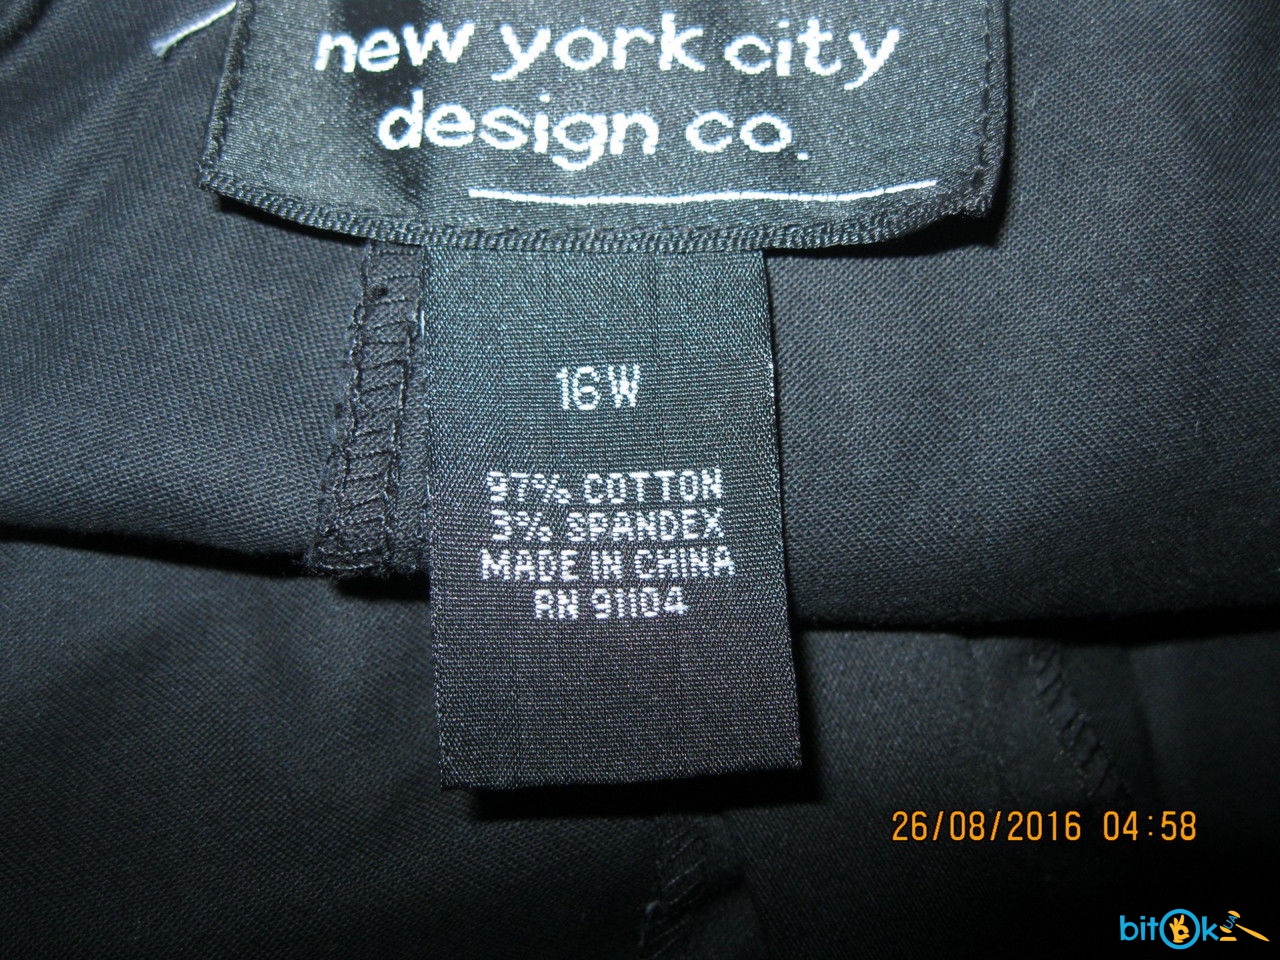 new york city
design co.
16W
97% COTTON
3% SPANDEX
MADE IN CHINA
RN 91104
26/08/2016 04:58
bitOk UA